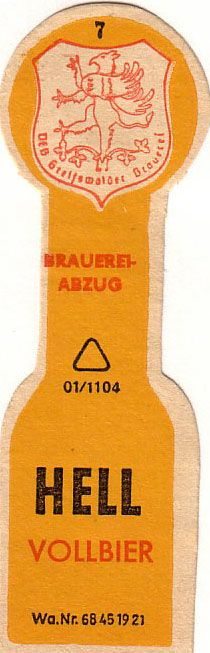 7
VEB Greifswalder Brauerei
BRAUEREI-
ABZUG
01/1104
HELL
VOLLBIER
Wa.Nr. 68 45 19 21